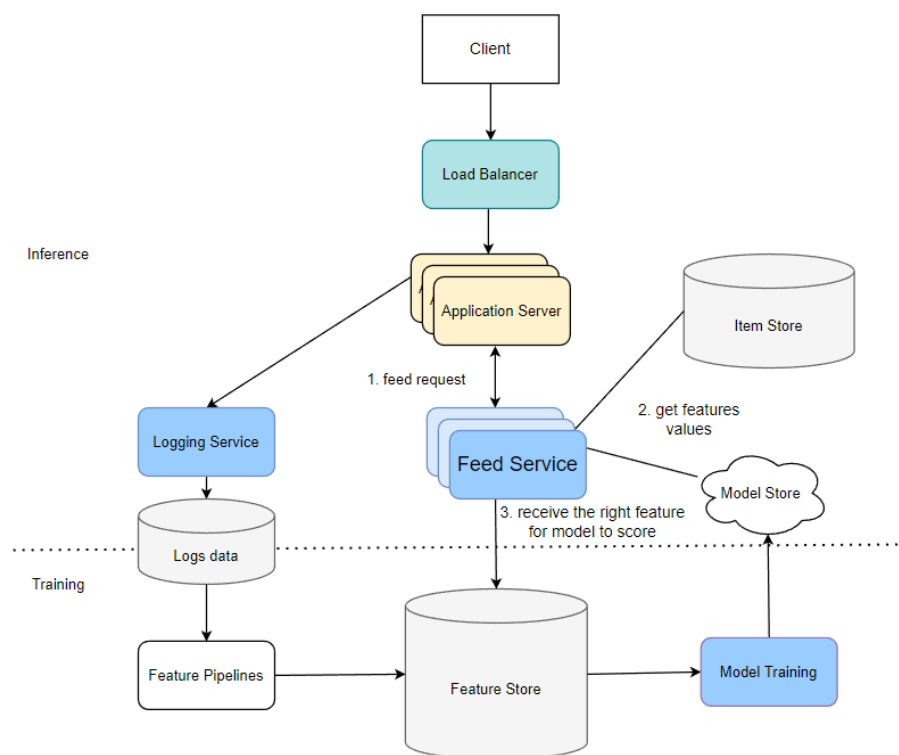 Client
Load Balancer
Inference
A
A
Application Server
Item Store
1. feed request
2. get features
values
Logging Service
Feed Service
Model Store
3. receive the right feature
for model to score
Logs data
Training
Feature Pipelines
Feature Store
Model Training